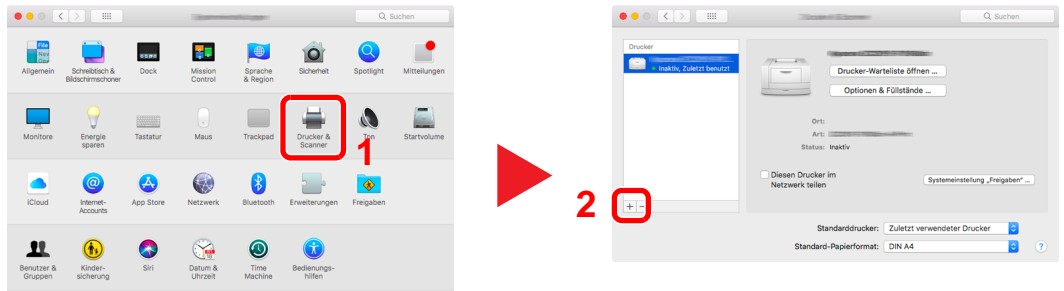 Suchen
File
Allgemein
Schreibtisch &
Bildschirmschoner
Dock
Mission
Control
Sprache
& Region
Sicherheit
Spotlight
Mitteilungen
Monitore
Energie
sparen
Tastatur
Maus
Trackpad
Drucker &
Scanner
Ton
Startvolume
1
iCloud
Internet-
Accounts
App Store
Netzwerk
Bluetooth
Erweiterungen
Freigaben
Benutzer &
Gruppen
Kinder-
sicherung
Siri
Datum &
Uhrzeit
Time
Machine
Bedienungs-
hilfen
Suchen
Drucker
Inaktiv, Zuletzt benutzt
Drucker-Warteliste öffnen ...
Optionen & Füllstände ...
Ort:
Art:
Status: Inaktiv
Diesen Drucker im
Netzwerk teilen
Systemeinstellung „Freigaben“ ...
2
+ −
Standarddrucker: Zuletzt verwendeter Drucker
Standard-Papierformat: DIN A4
?